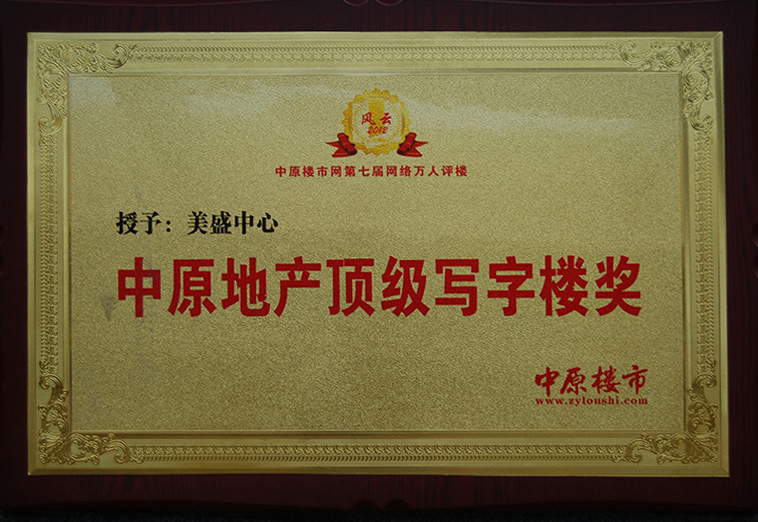 风云
2012
中原楼市网第七届网络万人评楼
授予：美盛中心
中原地产顶级写字楼奖
中原楼市
www.zyloushi.com